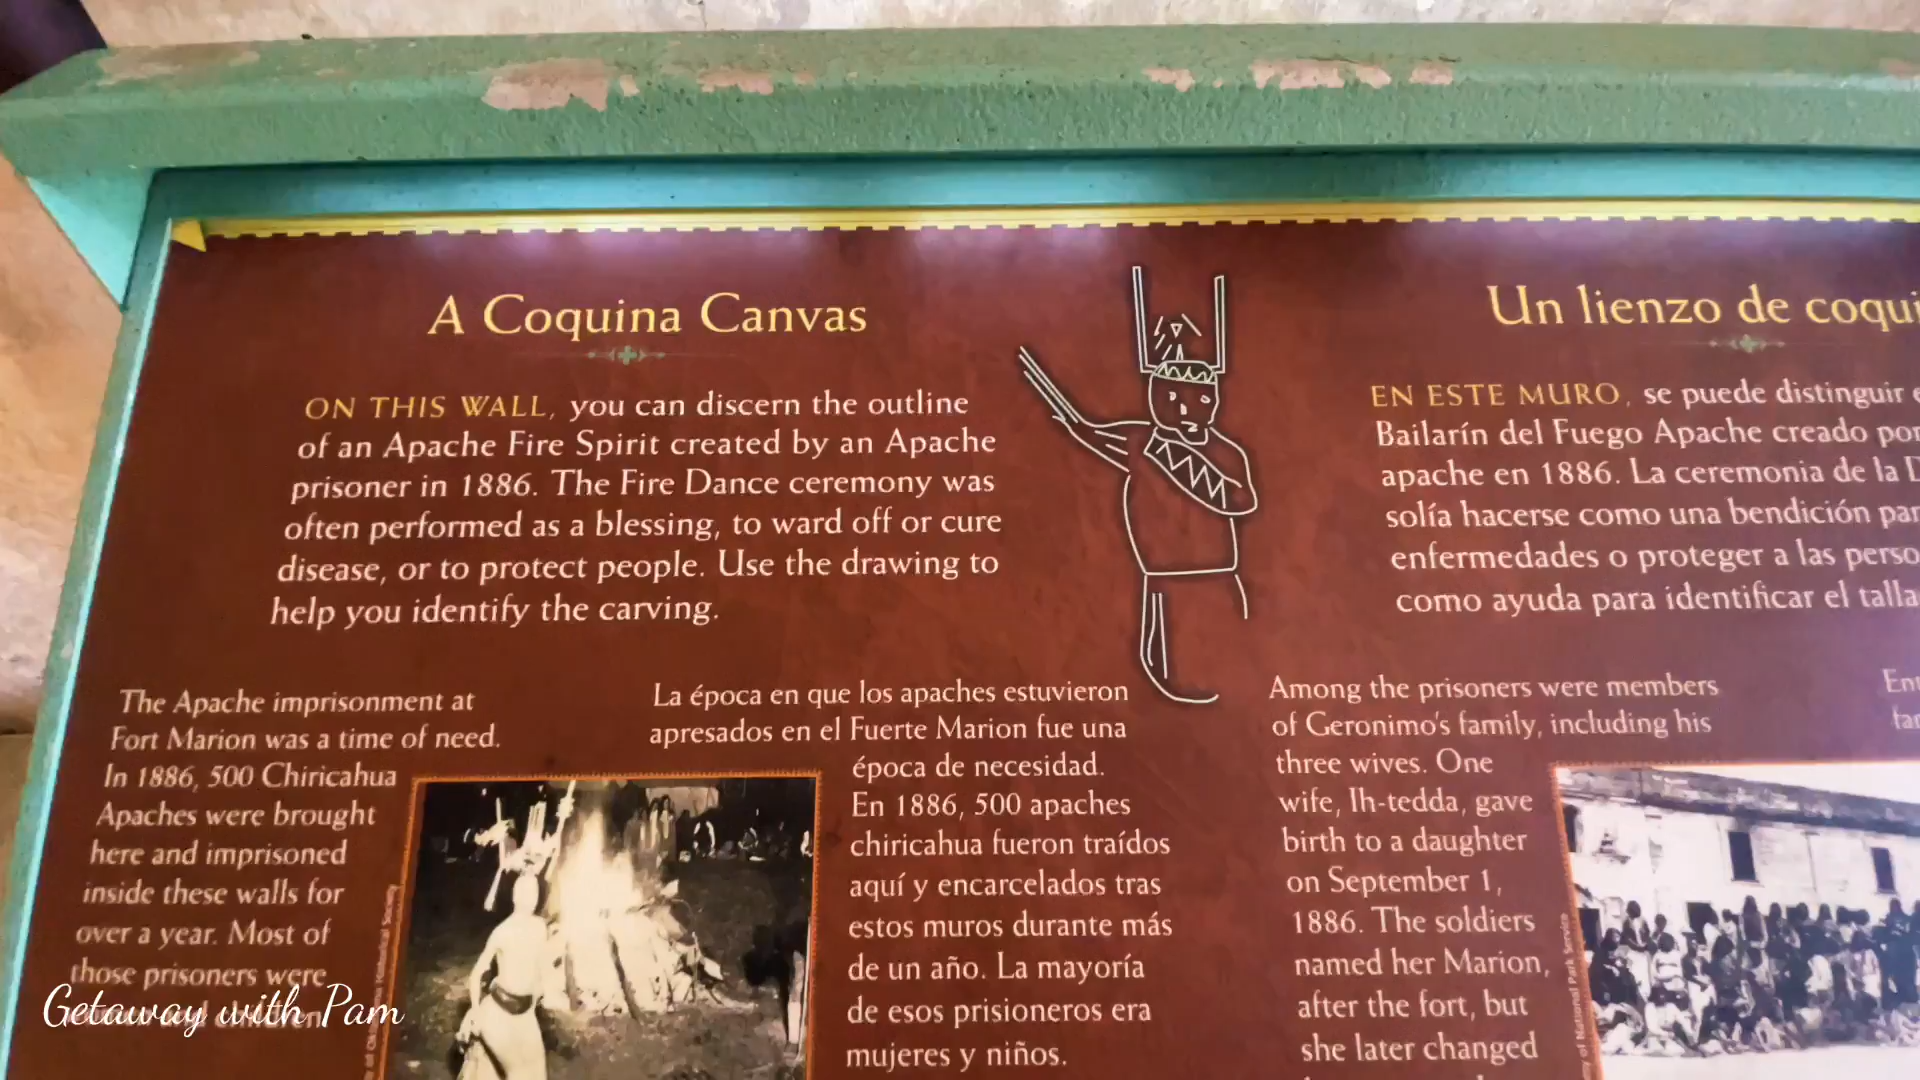 A Coquina Canvas
ON THIS WALL, you can discern the outline
of an Apache Fire Spirit created by an Apache
prisoner in 1886. The Fire Dance ceremony was
often performed as a blessing, to ward off or cure
disease, or to protect people. Use the drawing to
help you identify the carving.
Un lienzo de
EN ESTE MURO, se puede distinguir
Bailarín del Fuego Apache creado por
apache en 1886. La ceremonia de la
solía hacerse como una bendición
enfermedades o proteger a las
como ayuda para identificar el
The Apache imprisonment at
Fort Marion was a time of need.
In 1886, 500 Chiricahua
Apaches were brought
here and imprisoned
inside these walls for
over a year. Most of
those prisoners were
La época en que los apaches estuvieron
apresados en el Fuerte Marion fue una
época de necesidad.
En 1886, 500 apaches
chiricahua fueron traídos
aquí y encarcelados tras
estos muros durante más
de un año. La mayoría
de esos prisioneros era
mujeres y niños.
Among the prisoners were members
of Geronimo's family, including his
three wives. One
wife, Ih-tedda, gave
birth to a daughter
on September 1,
1886. The soldiers
named her Marion,
after the fort, but
she later changed
Historical Society
of National Park Service
Getaway with Pam